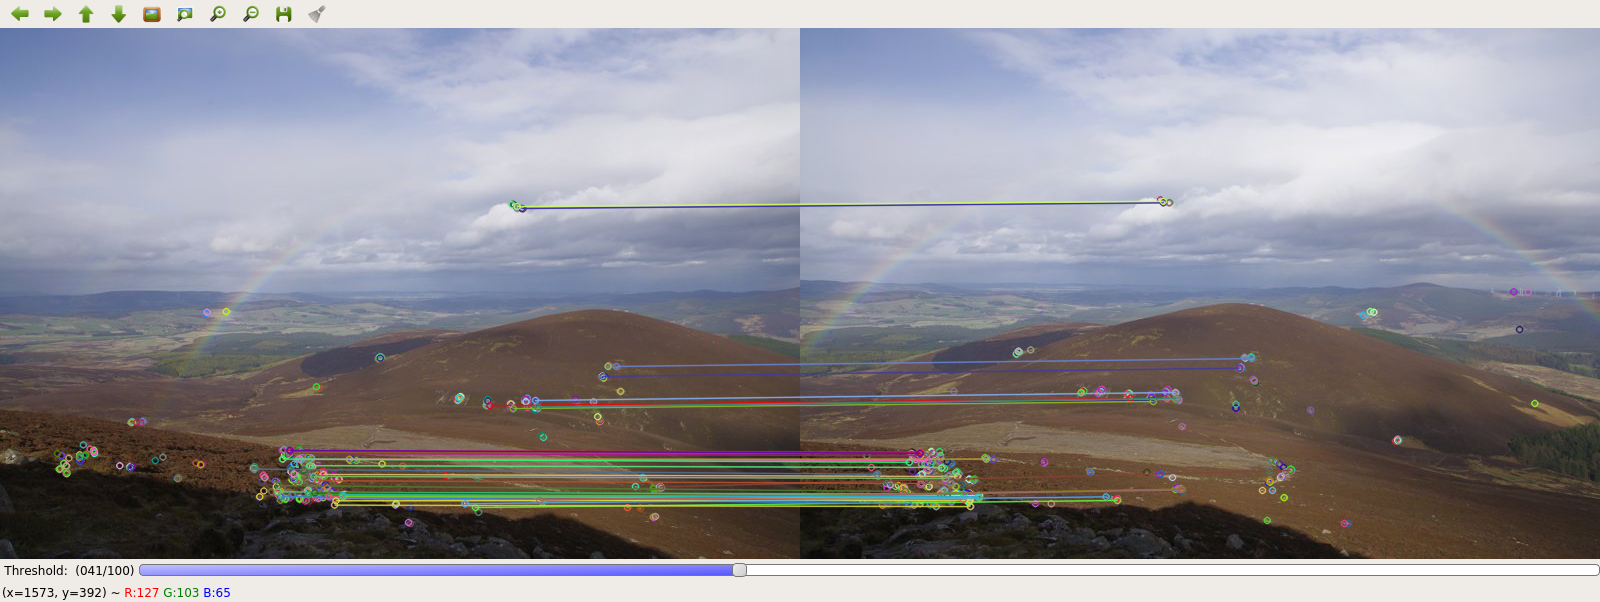 Threshold: (041/100)
(x=1573, y=392) ~ R:127 G:103 B:65